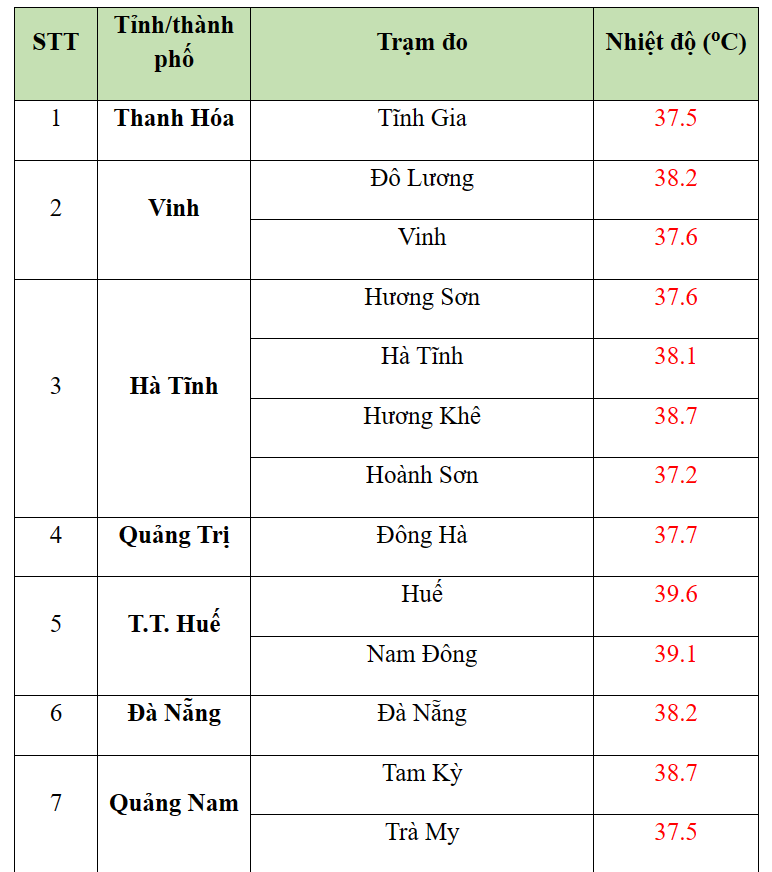 STT Tỉnh/thành phố Trạm đo Nhiệt độ (ºC)
1 Thanh Hóa Tĩnh Gia 37.5
2 Vinh Đô Lương 38.2
Vinh 37.6
3 Hà Tĩnh Hương Sơn 37.6
Hà Tĩnh 38.1
Hương Khê 38.7
Hoành Sơn 37.2
4 Quảng Trị Đông Hà 37.7
5 T.T. Huế Huế 39.6
Nam Đông 39.1
6 Đà Nẵng Đà Nẵng 38.2
7 Quảng Nam Tam Kỳ 38.7
Trà My 37.5